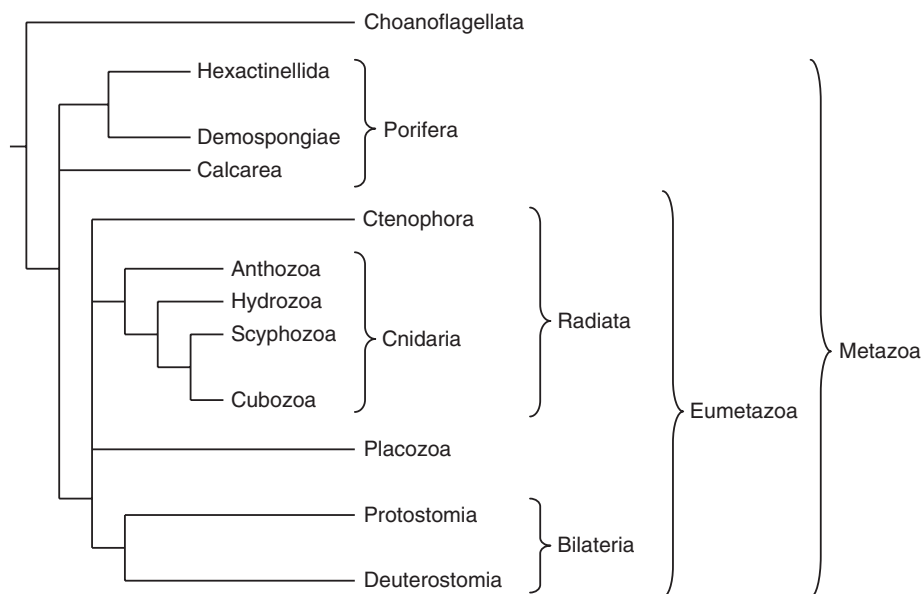 Choanoflagellata
Hexactinellida
Demospongiae
Porifera
Calcarea
Ctenophora
Anthozoa
Hydrozoa
Scyphozoa
Cnidaria
Radiata
Cubozoa
Metazoa
Eumetazoa
Placozoa
Protostomia
Bilateria
Deuterostomia